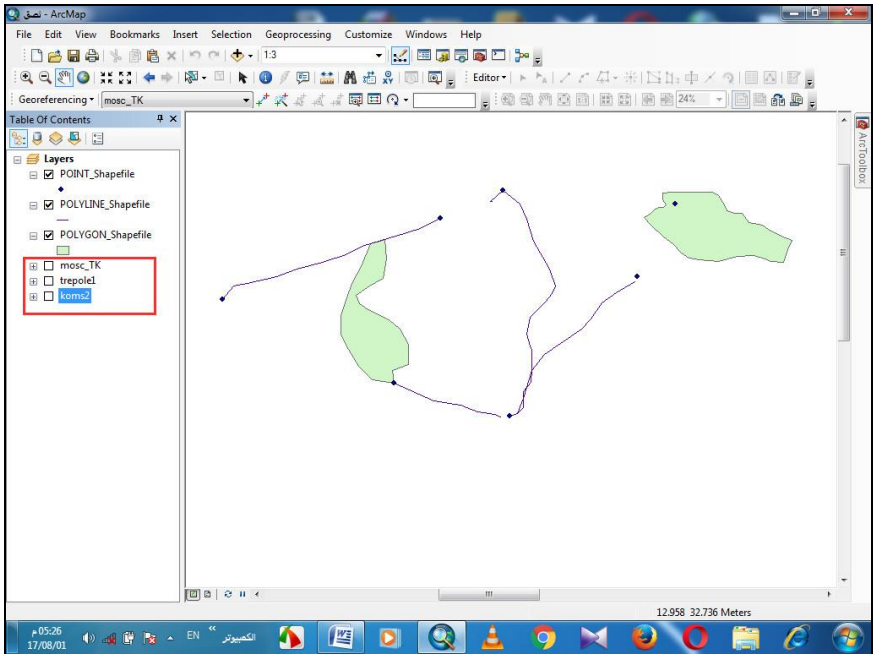 نصق - ArcMap
File Edit View Bookmarks Insert Selection Geoprocessing Customize Windows Help
1:3
Editor
Georeferencing mosc_TK 24%
Table Of Contents
ArcToolbox
Layers
POINT_Shapefile
POLYLINE_Shapefile
POLYGON_Shapefile
mosc_TK
trepole1
koms2
12.958 32.736 Meters
05:26 م
17/08/01
EN
الكمبيوتر